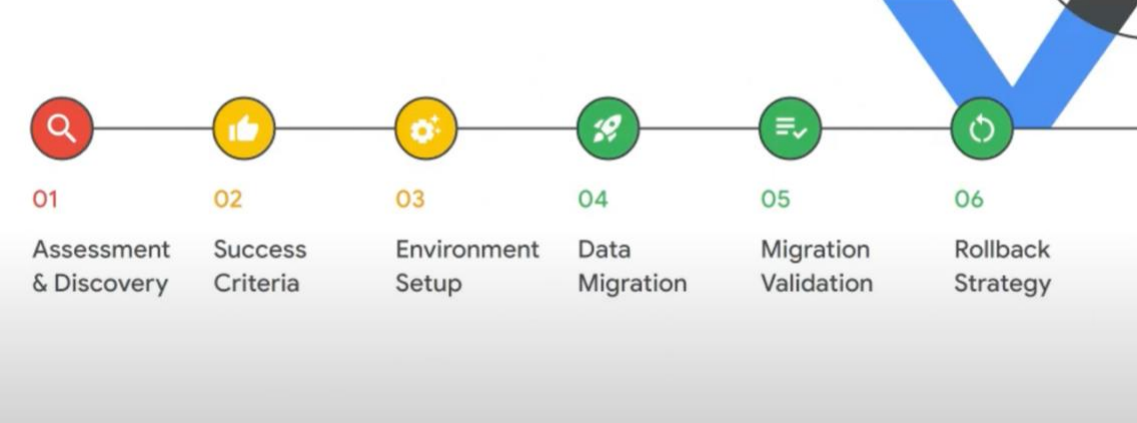 01
Assessment
& Discovery
02
Success
Criteria
03
Environment
Setup
04
Data
Migration
05
Migration
Validation
06
Rollback
Strategy